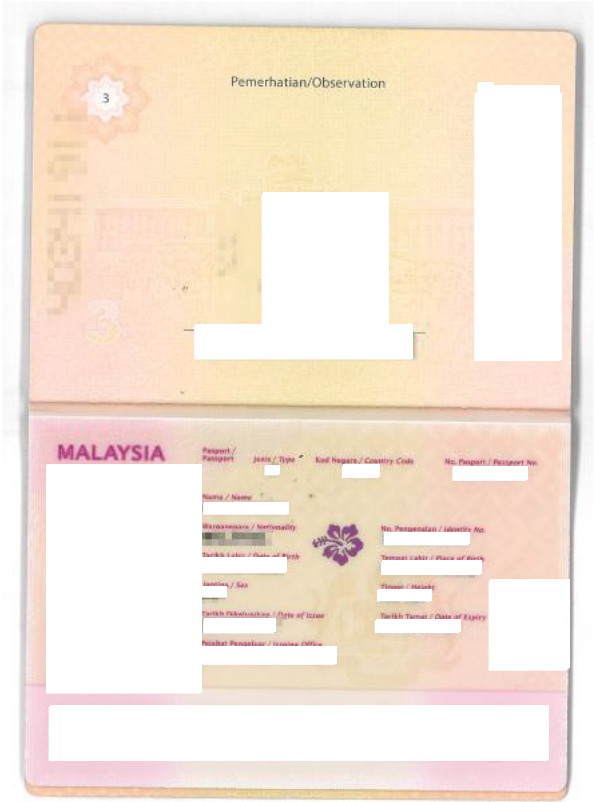 3
Pemerhatian/Observation
3
MALAYSIA
Pasport / Passport
Jenis / Type
Kod Negara / Country Code
No. Pasport / Passport No.
Nama / Name
Warganegara / Nationality
No. Pengenalan / Identity No.
Tarikh Lahir / Date of Birth
Tempat Lahir / Place of Birth
Jantina / Sex
Tinggi / Height
Tarikh Dikeluarkan / Date of Issue
Tarikh Tamat / Date of Expiry
Pejabat Pengeluar / Issuing Office